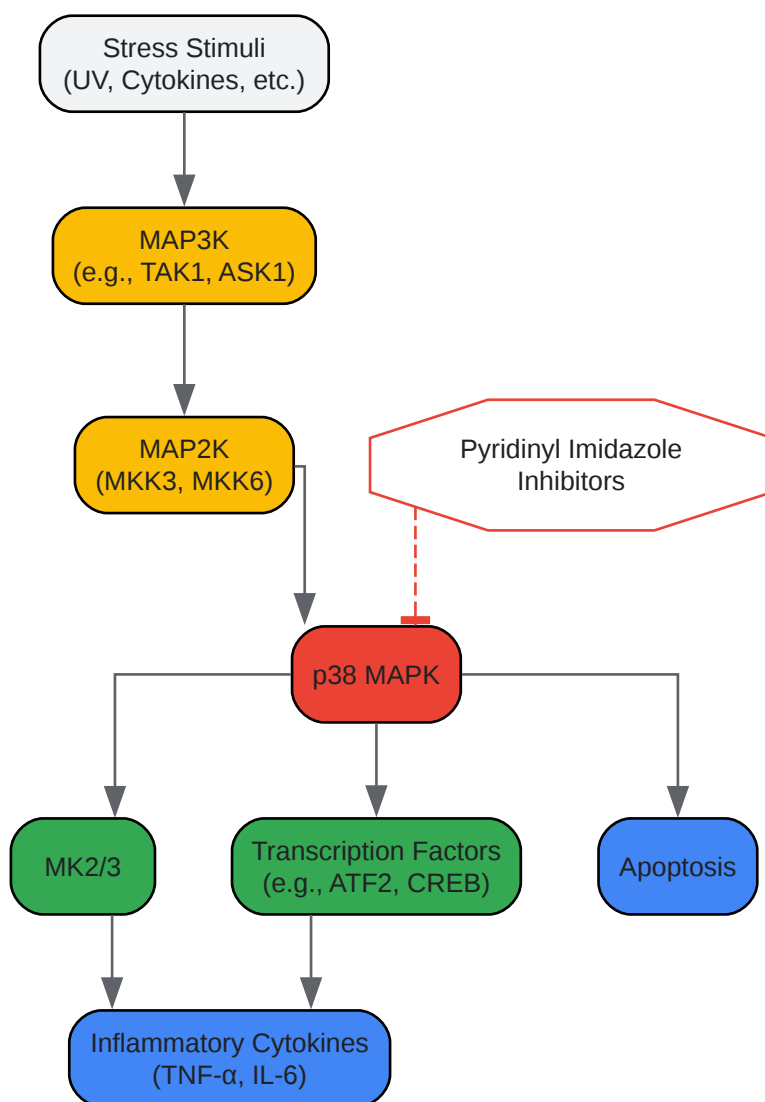 Stress Stimuli
(UV, Cytokines, etc.)
MAP3K
(e.g., TAK1, ASK1)
MAP2K
(MKK3, MKK6)
Pyridinyl Imidazole
Inhibitors
p38 MAPK
MK2/3
Transcription Factors
(e.g., ATF2, CREB)
Apoptosis
Inflammatory Cytokines
(TNF-α, IL-6)